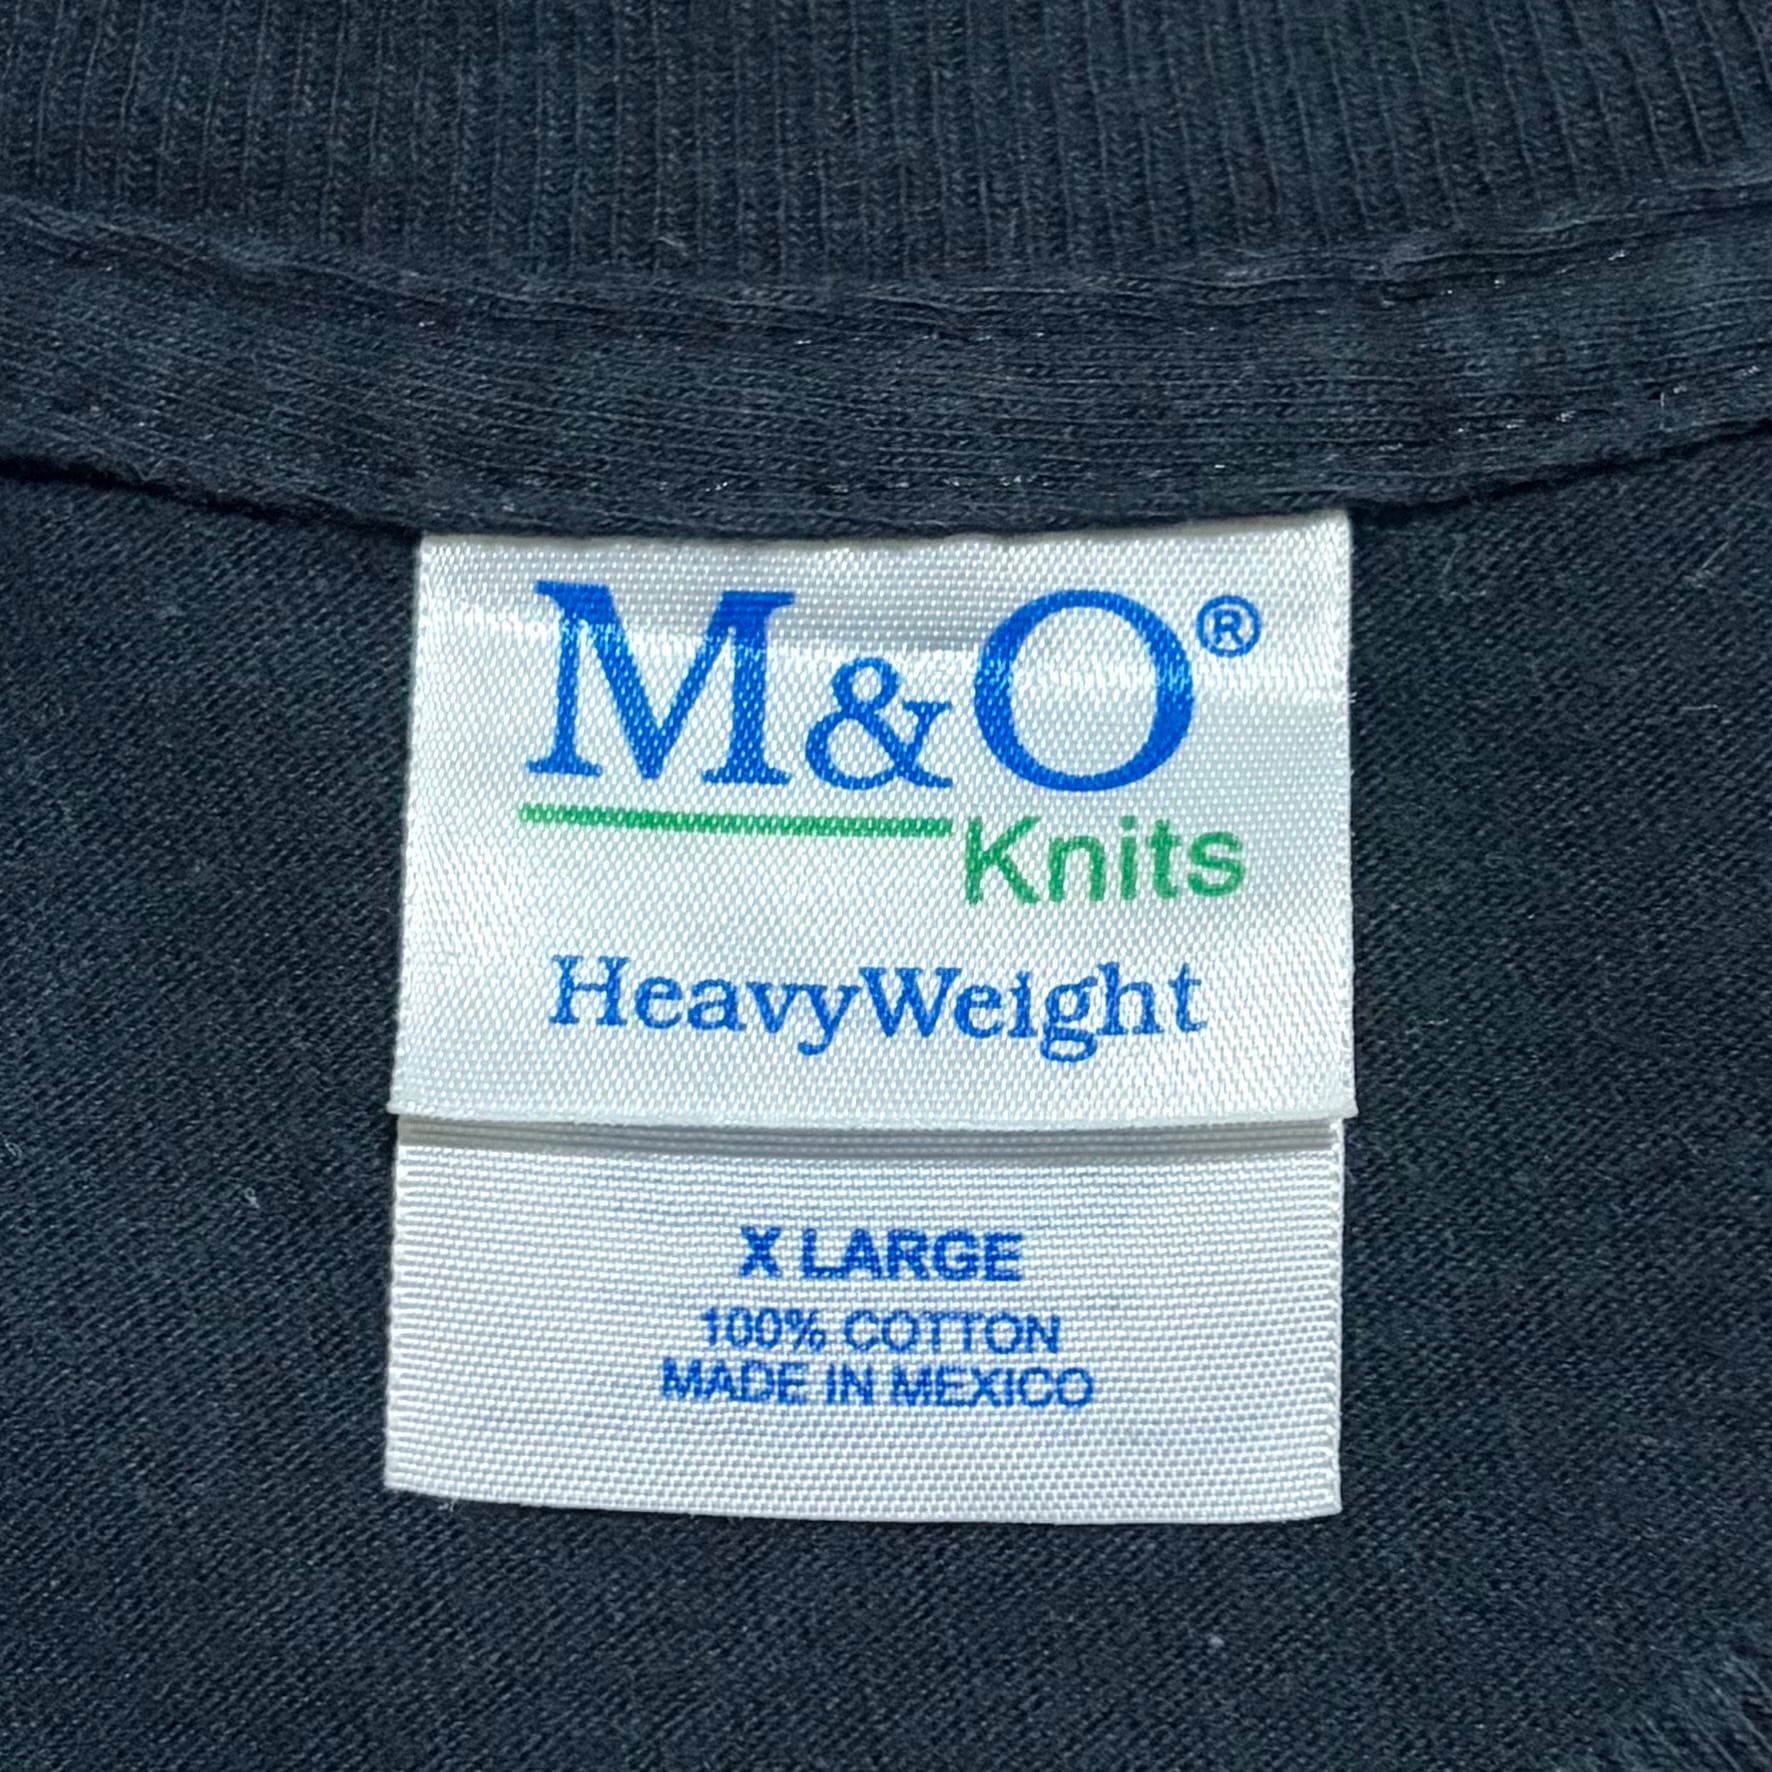 M&O®
Knits
HeavyWeight
X LARGE
100% COTTON
MADE IN MEXICO